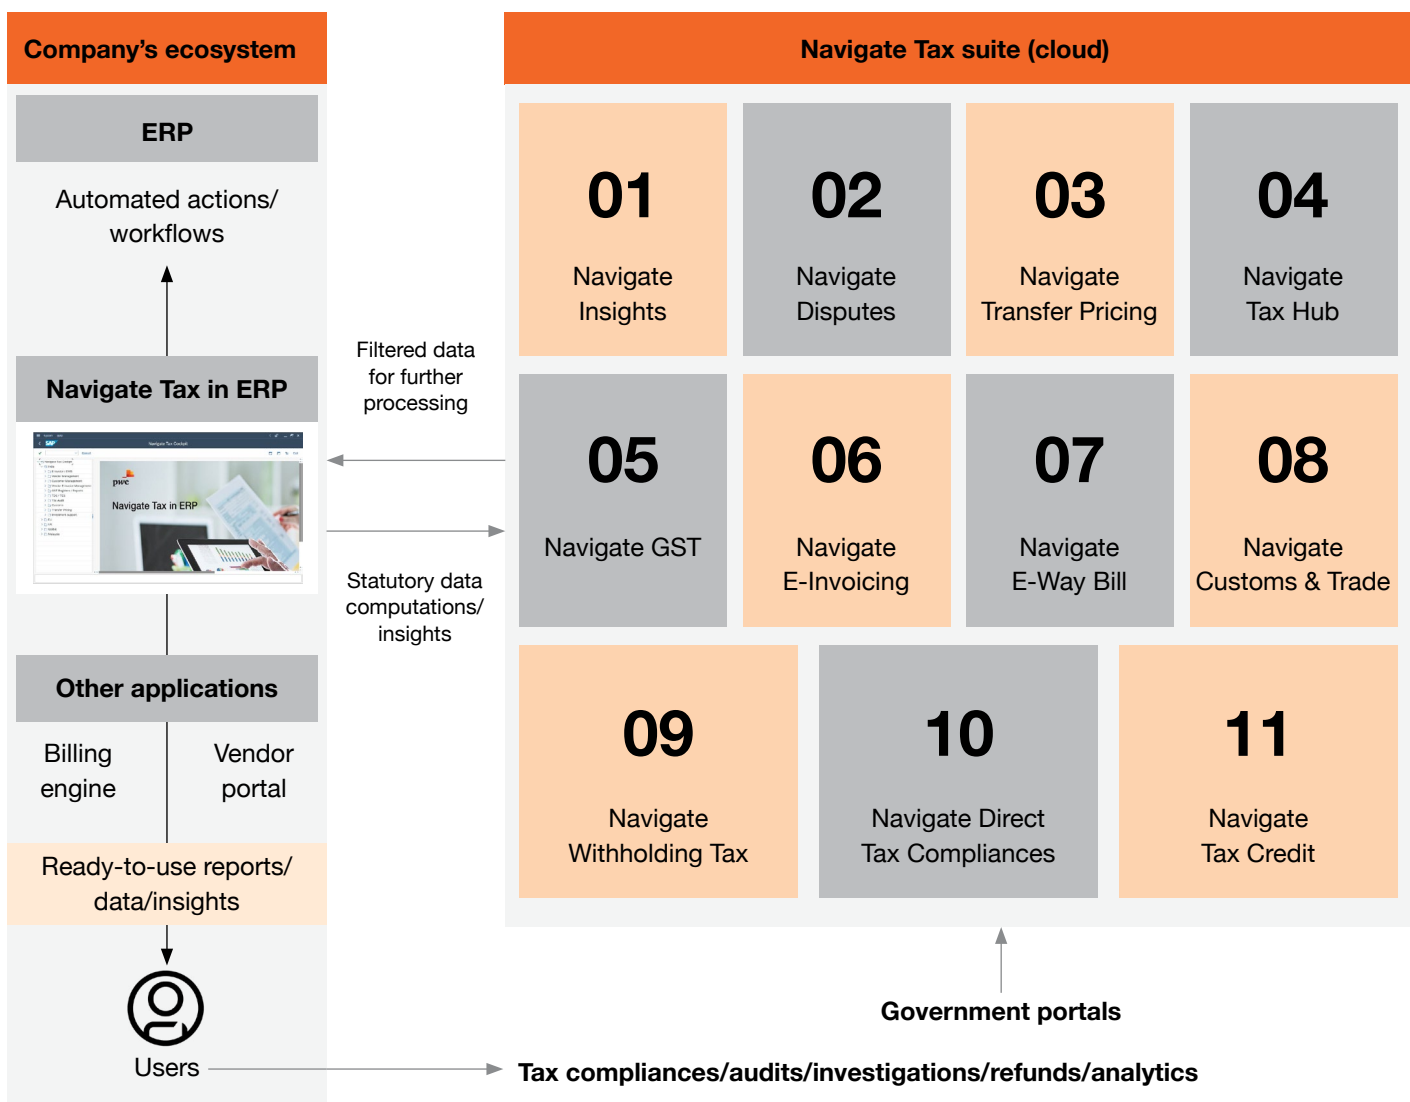 Company’s ecosystem
ERP
Automated actions/
workflows
Navigate Tax in ERP
SAP
Navigate Tax Cockpit
pwc
Navigate Tax in ERP
Other applications
Billing
engine
Vendor
portal
Ready-to-use reports/
data/insights
Users
Filtered data
for further
processing
Statutory data
computations/
insights
Navigate Tax suite (cloud)
01
Navigate
Insights
02
Navigate
Disputes
03
Navigate
Transfer Pricing
04
Navigate
Tax Hub
05
Navigate GST
06
Navigate
E-Invoicing
07
Navigate
E-Way Bill
08
Navigate
Customs & Trade
09
Navigate
Withholding Tax
10
Navigate Direct
Tax Compliances
11
Navigate
Tax Credit
Government portals
Tax compliances/audits/investigations/refunds/analytics